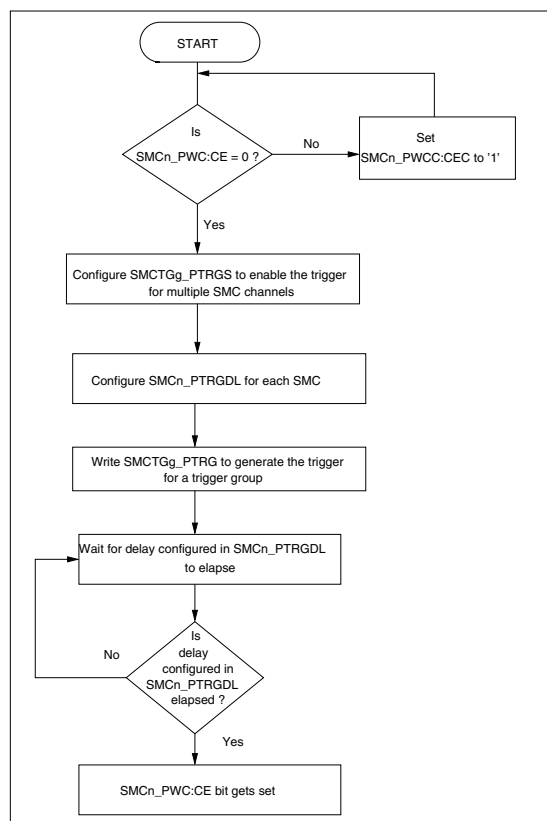 START
Is
SMCn_PWC:CE = 0 ?
No
Set
SMCn_PWCC:CEC to '1'
Yes
Configure SMCTGg_PTRGS to enable the trigger
for multiple SMC channels
Configure SMCn_PTRGDL for each SMC
Write SMCTGg_PTRG to generate the trigger
for a trigger group
Wait for delay configured in SMCn_PTRGDL
to elapse
Is
delay
configured in
SMCn_PTRGDL
elapsed ?
No
Yes
SMCn_PWC:CE bit gets set